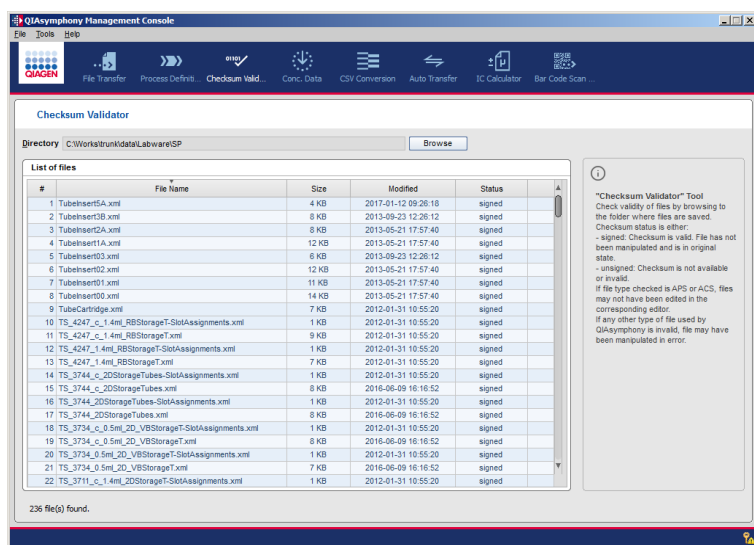 QIAsymphony Management Console
File Tools Help
QIAGEN
File Transfer
Process Definiti...
01101
Checksum Valid...
Conc. Data
CSV Conversion
Auto Transfer
IC Calculator
Bar Code Scan ...
Checksum Validator
Directory C:\Works\trunk\data\Labware\SP Browse
List of files
# File Name Size Modified Status
1 TubeInsert5A.xml 4 KB 2017-01-12 09:26:18 signed
2 TubeInsert3B.xml 8 KB 2013-09-23 12:26:12 signed
3 TubeInsert2A.xml 8 KB 2013-05-21 17:57:40 signed
4 TubeInsert1A.xml 12 KB 2013-05-21 17:57:40 signed
5 TubeInsert03.xml 6 KB 2013-09-23 12:26:12 signed
6 TubeInsert02.xml 12 KB 2013-05-21 17:57:40 signed
7 TubeInsert01.xml 11 KB 2013-05-21 17:57:40 signed
8 TubeInsert00.xml 14 KB 2013-05-21 17:57:40 signed
9 TubeCartridge.xml 7 KB 2012-01-31 10:55:20 signed
10 TS_4247_c_1.4ml_RBStorageT-SlotAssignments.xml 1 KB 2012-01-31 10:55:20 signed
11 TS_4247_c_1.4ml_RBStorageT.xml 9 KB 2012-01-31 10:55:20 signed
12 TS_4247_1.4ml_RBStorageT-SlotAssignments.xml 1 KB 2012-01-31 10:55:20 signed
13 TS_4247_1.4ml_RBStorageT.xml 7 KB 2012-01-31 10:55:20 signed
14 TS_3744_c_2DStorageTubes-SlotAssignments.xml 1 KB 2012-01-31 10:55:20 signed
15 TS_3744_c_2DStorageTubes.xml 8 KB 2016-06-09 16:16:52 signed
16 TS_3744_2DStorageTubes-SlotAssignments.xml 1 KB 2012-01-31 10:55:20 signed
17 TS_3744_2DStorageTubes.xml 8 KB 2016-06-09 16:16:52 signed
18 TS_3734_c_0.5ml_2D_VBStorageT-SlotAssignments.xml 1 KB 2012-01-31 10:55:20 signed
19 TS_3734_c_0.5ml_2D_VBStorageT.xml 8 KB 2016-06-09 16:16:52 signed
20 TS_3734_0.5ml_2D_VBStorageT-SlotAssignments.xml 1 KB 2012-01-31 10:55:20 signed
21 TS_3734_0.5ml_2D_VBStorageT.xml 7 KB 2016-06-09 16:16:52 signed
22 TS_3711_c_1.4ml_2DStorageT-SlotAssignments.xml 1 KB 2012-01-31 10:55:20 signed
236 file(s) found.
"Checksum Validator" Tool
Check validity of files by browsing to
the folder where files are saved.
Checksum status is either:
- signed: Checksum is valid. File has not
been manipulated and is in original
state.
- unsigned: Checksum is not available
or invalid.
If file type checked is APS or ACS, files
may not have been edited in the
corresponding editor.
If any other type of file used by
QIAsymphony is invalid, file may have
been manipulated in error.